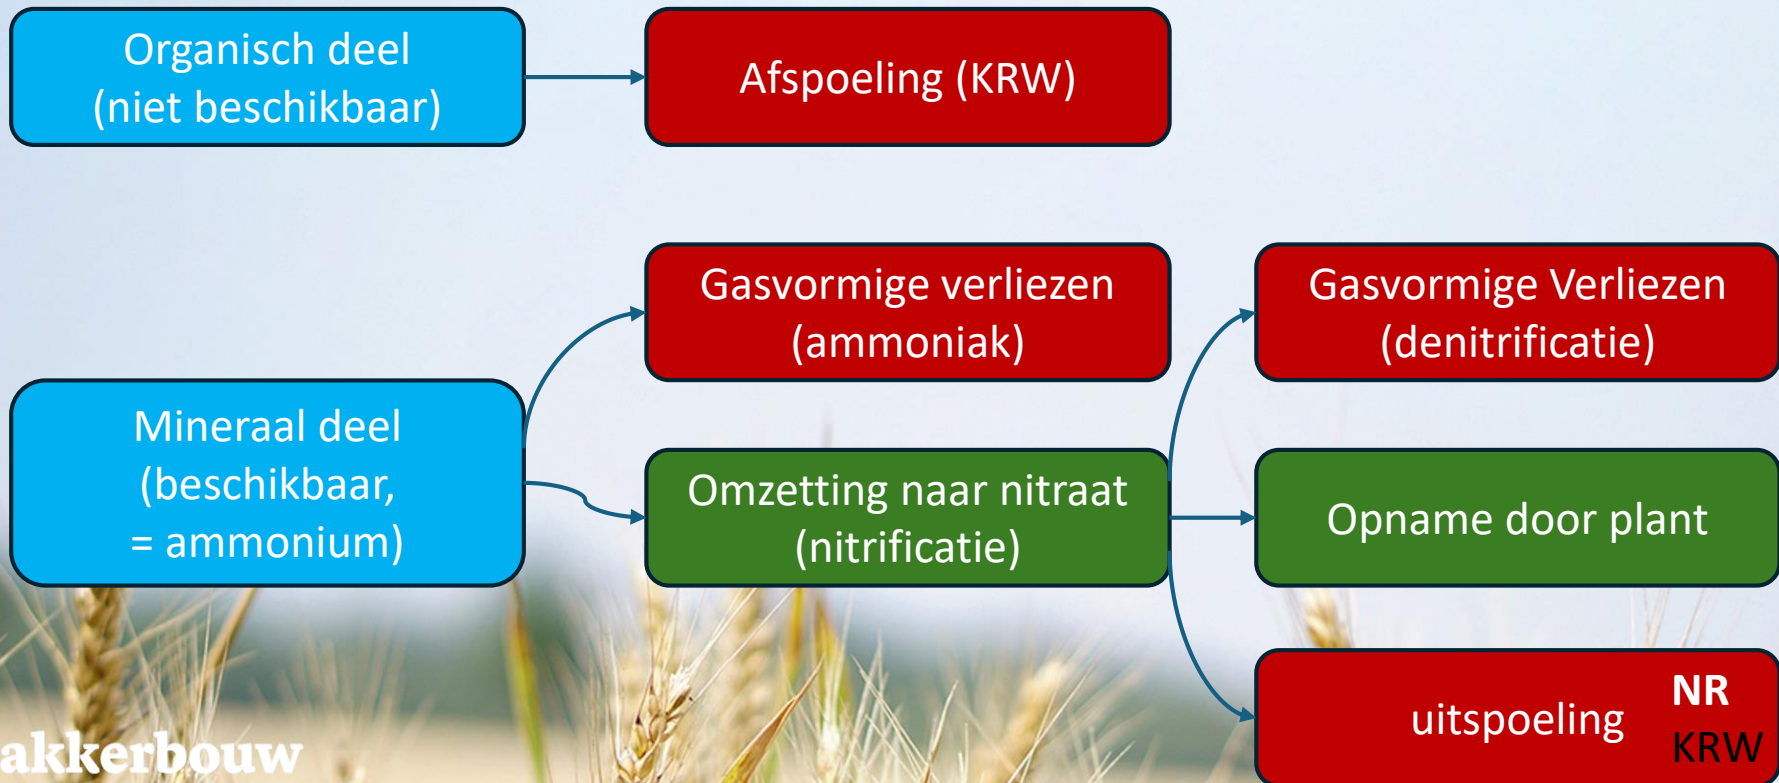 Organisch deel
(niet beschikbaar)
Afspoeling (KRW)
Gasvormige verliezen
(ammoniak)
Gasvormige Verliezen
(denitrificatie)
Mineraal deel
(beschikbaar,
= ammonium)
Omzetting naar nitraat
(nitrificatie)
Opname door plant
uitspoeling
NR
KRW
akkerbouw